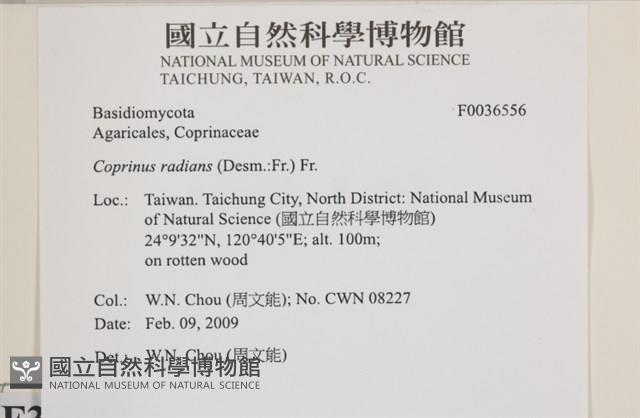 國立自然科學博物館
NATIONAL MUSEUM OF NATURAL SCIENCE
TAICHUNG, TAIWAN, R.O.C.
Basidiomycota F0036556
Agaricales, Coprinaceae
Coprinus radians (Desm.:Fr.) Fr.
Loc.: Taiwan. Taichung City, North District: National Museum
of Natural Science (國立自然科學博物館)
24°9'32"N, 120°40'5"E; alt. 100m;
on rotten wood
Col.: W.N. Chou (周文能); No. CWN 08227
Date: Feb. 09, 2009
Det.: W.N. Chou (周文能)
國立自然科學博物館
NATIONAL MUSEUM OF NATURAL SCIENCE